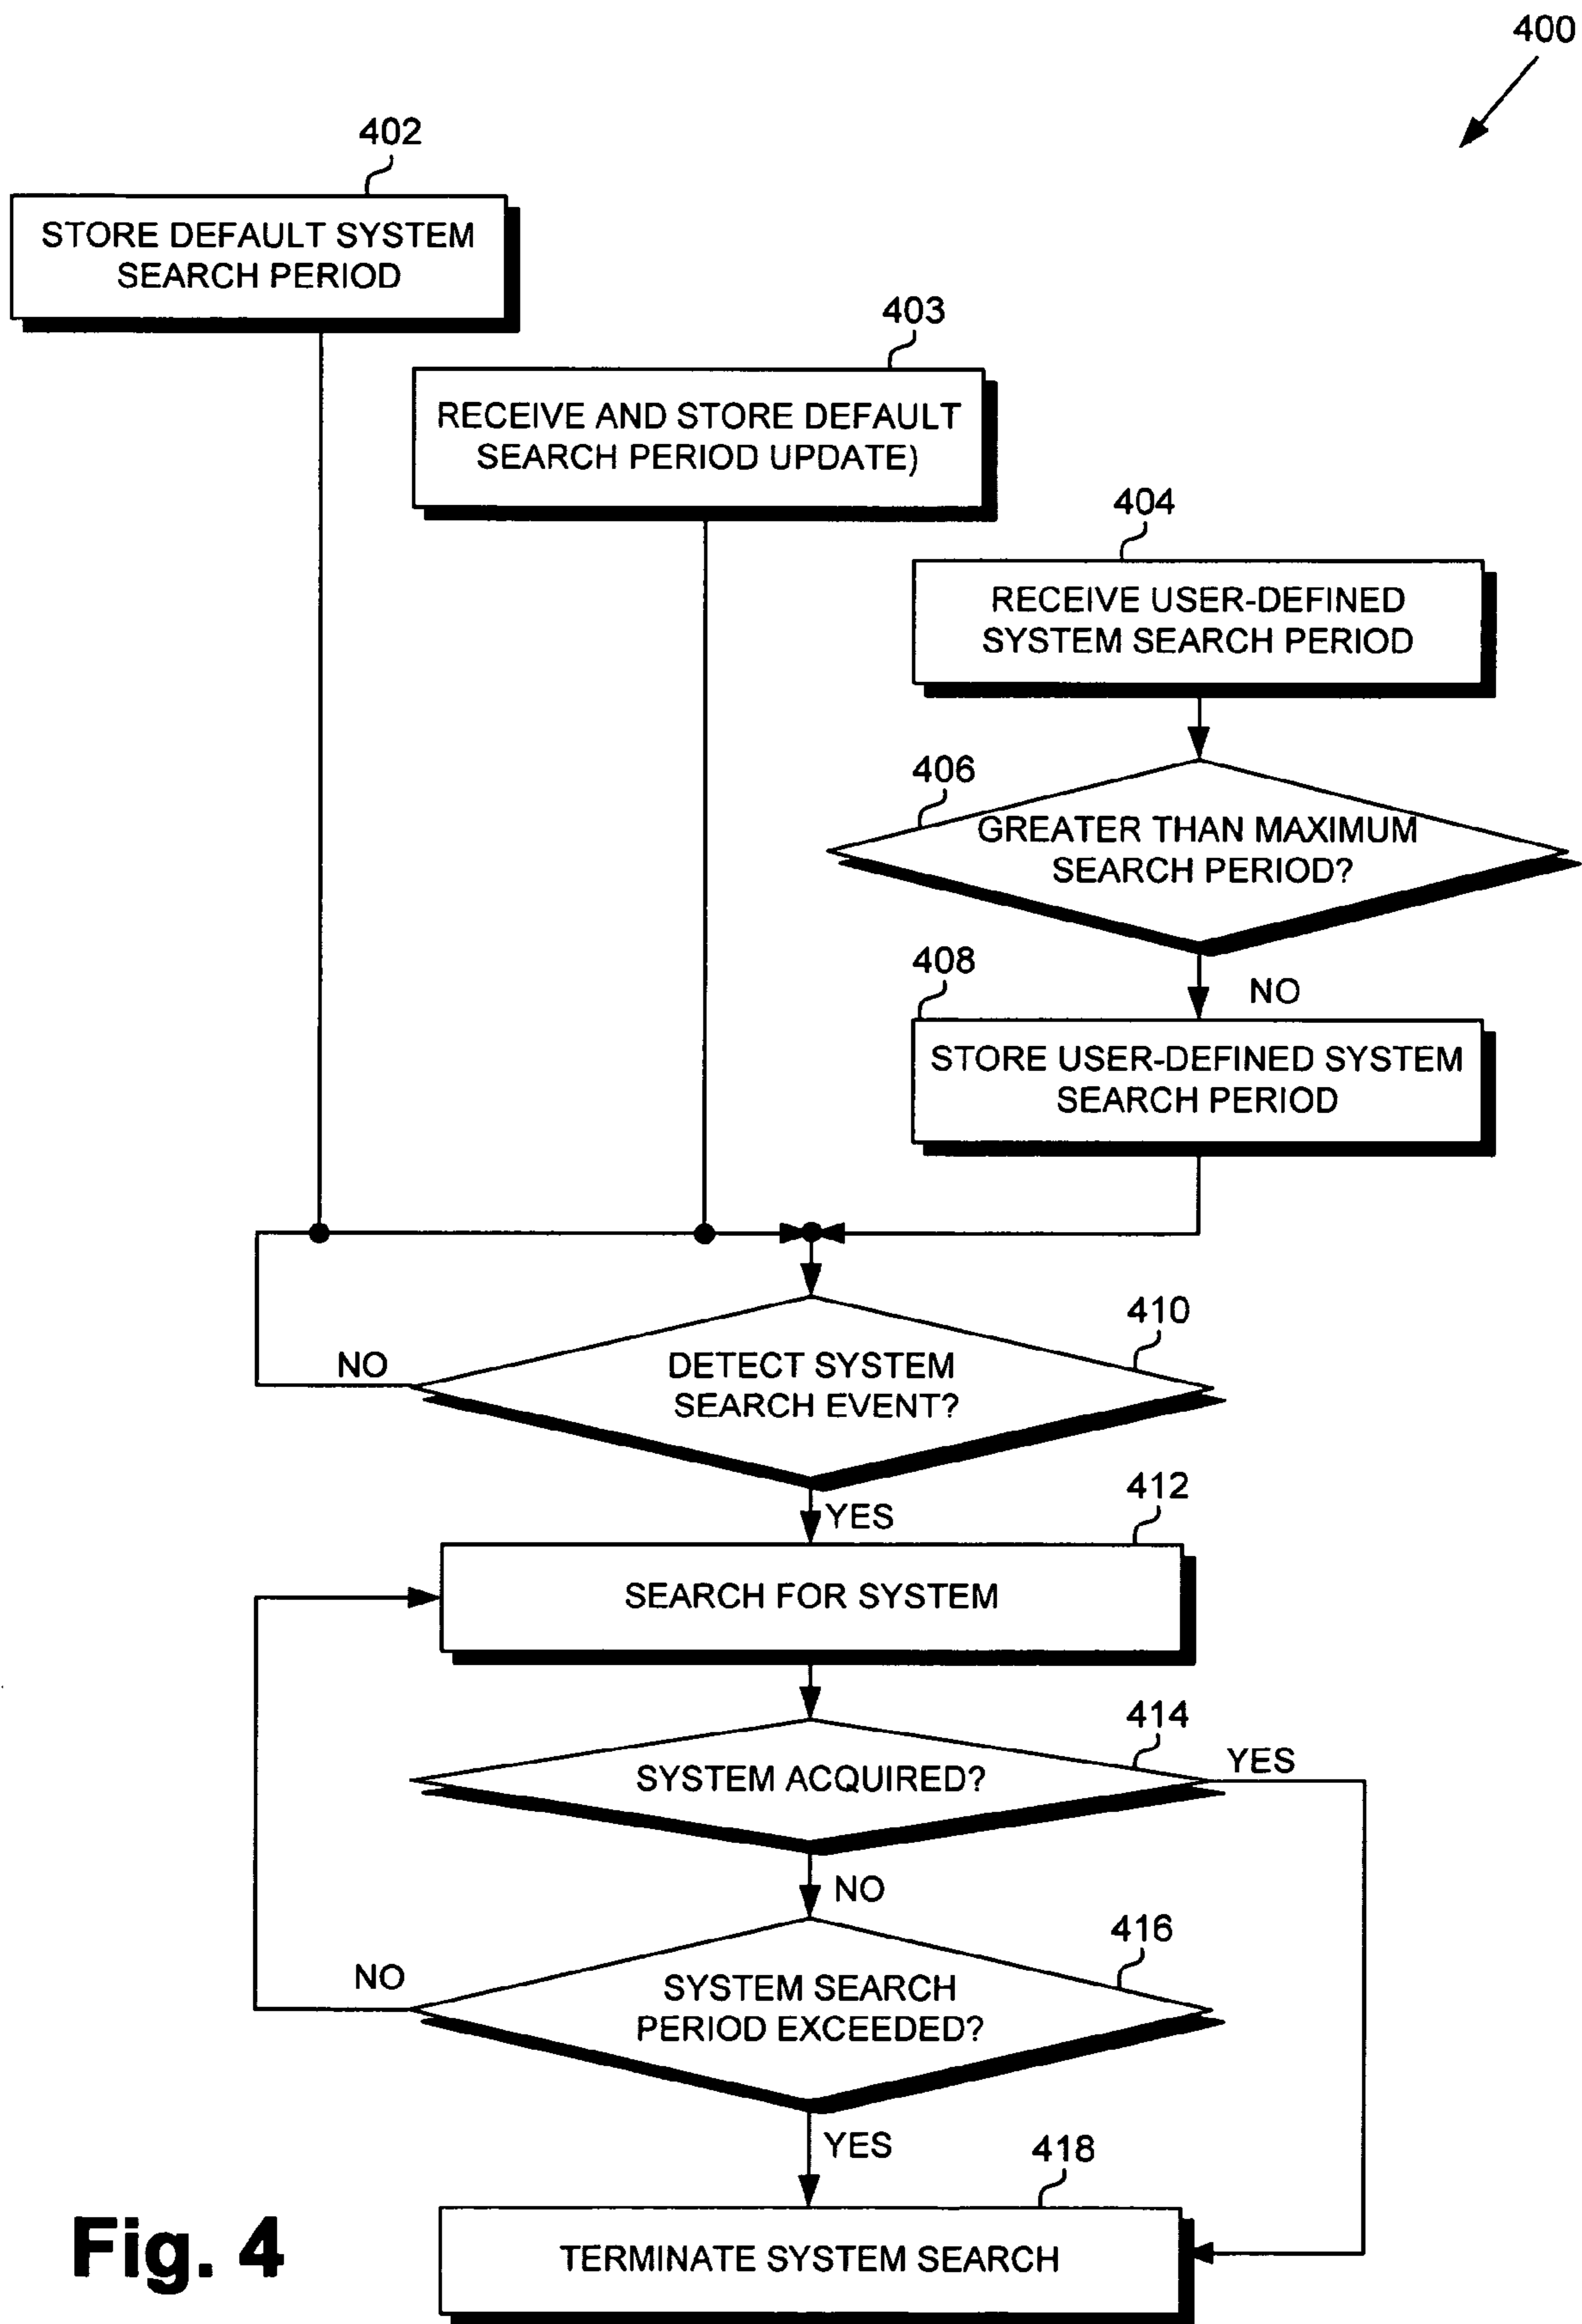 400
402
STORE DEFAULT SYSTEM
SEARCH PERIOD
403
RECEIVE AND STORE DEFAULT
SEARCH PERIOD UPDATE)
404
RECEIVE USER-DEFINED
SYSTEM SEARCH PERIOD
406
GREATER THAN MAXIMUM
SEARCH PERIOD?
408
NO
STORE USER-DEFINED SYSTEM
SEARCH PERIOD
410
NO
DETECT SYSTEM
SEARCH EVENT?
412
YES
SEARCH FOR SYSTEM
414
YES
SYSTEM ACQUIRED?
NO
416
NO
SYSTEM SEARCH
PERIOD EXCEEDED?
YES
418
TERMINATE SYSTEM SEARCH
Fig. 4